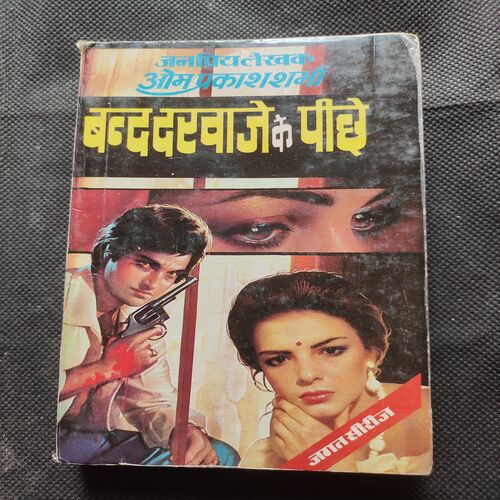 जनप्रिय लेखक
ओम प्रकाश शर्मा
बन्द दरवाजे के पीछे
जगत सीरीज